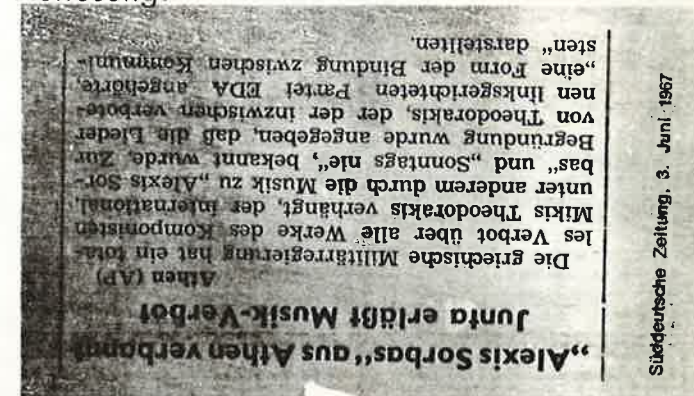 „Alexis Sorbas“ aus Athen verbannt
Junta erläßt Musik-Verbot
Athen (AP)
Die griechische Militärregierung hat ein tota-
les Verbot über alle Werke des Komponisten
Mikis Theodorakis verhängt, der international,
unter anderem durch die Musik zu „Alexis Sor-
bas“ und „Sonntags nie“, bekannt wurde. Zur
Begründung wurde angegeben, daß die Lieder
von Theodorakis, der der inzwischen verbote-
nen linksgerichteten Partei EDA angehörte,
„eine Form der Bindung zwischen Kommuni-
sten“ darstellten.
Süddeutsche Zeitung, 3. Juni 1967